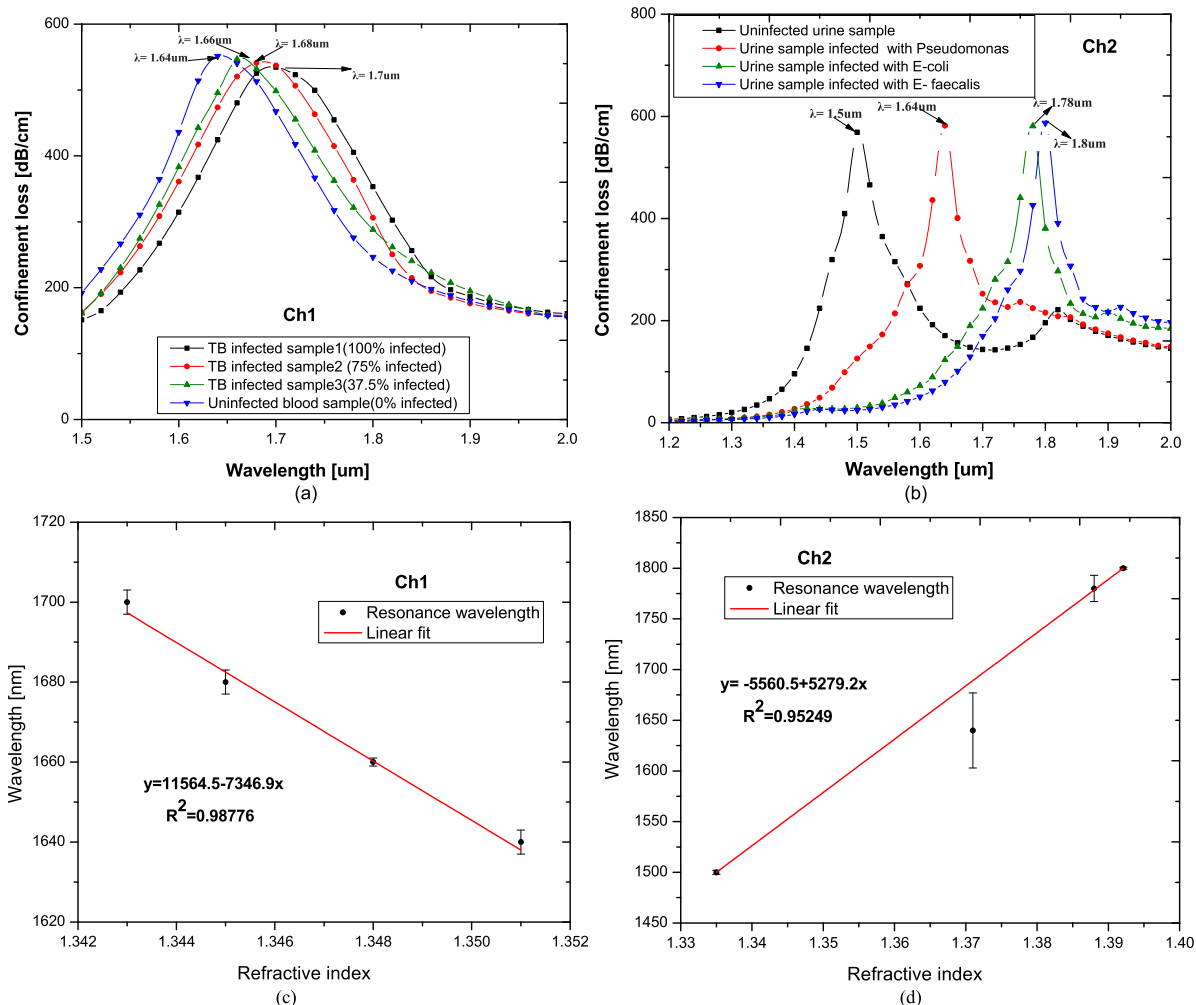 600
400
200
0
Confinement loss [dB/cm]
λ= 1.66um
λ= 1.68um
λ= 1.64um
λ= 1.7um
Ch1
TB infected sample1(100% infected)
TB infected sample2 (75% infected)
TB infected sample3(37.5% infected)
Uninfected blood sample(0% infected)
1.5 1.6 1.7 1.8 1.9 2.0
Wavelength [um]
(a)
800
600
400
200
0
Confinement loss [dB/cm]
Uninfected urine sample
Urine sample infected with Pseudomonas
Urine sample infected with E-coli
Urine sample infected with E- faecalis
Ch2
λ= 1.5um
λ= 1.64um
λ= 1.78um
λ= 1.8um
1.2 1.3 1.4 1.5 1.6 1.7 1.8 1.9 2.0
Wavelength [um]
(b)
1720
1700
1680
1660
1640
1620
Wavelength [nm]
Ch1
Resonance wavelength
Linear fit
y=11564.5-7346.9x
R2=0.98776
1.342 1.344 1.346 1.348 1.350 1.352
Refractive index
(c)
1850
1800
1750
1700
1650
1600
1550
1500
1450
Wavelength [nm]
Ch2
Resonance wavelength
Linear fit
y= -5560.5+5279.2x
R2=0.95249
1.33 1.34 1.35 1.36 1.37 1.38 1.39 1.40
Refractive index
(d)